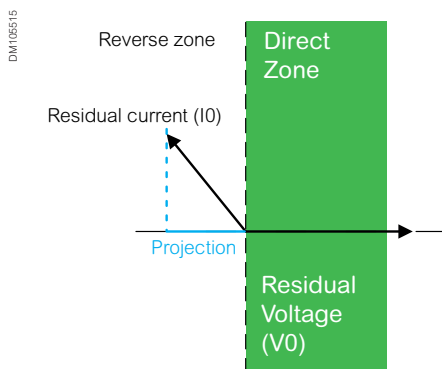 DM105515
Reverse zone
Direct
Zone
Residual current (I0)
Projection
Residual
Voltage
(V0)